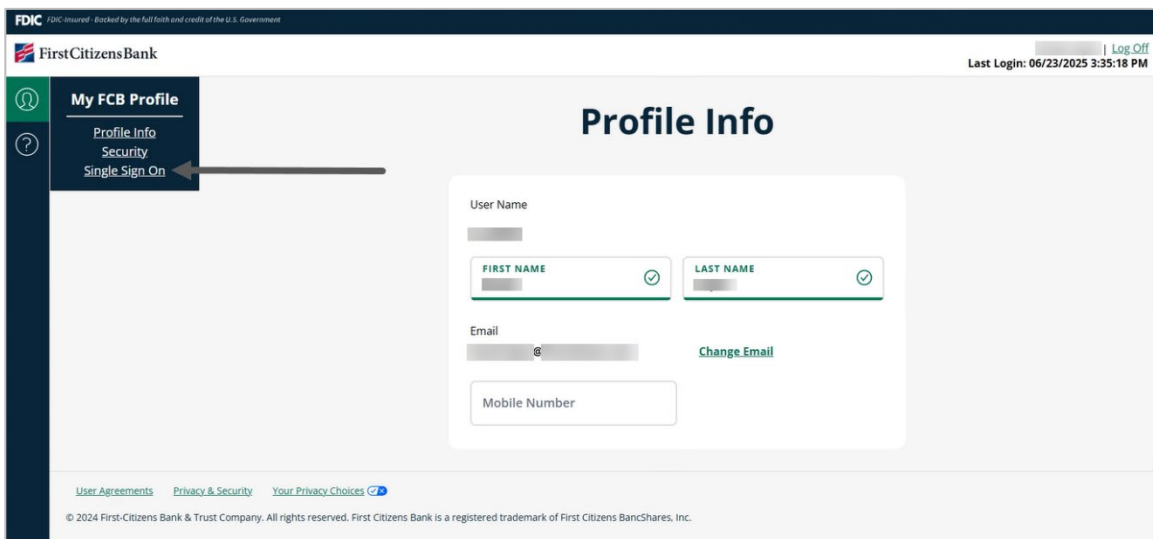 FDIC FDIC-Insured - Backed by the full faith and credit of the U.S. Government
First Citizens Bank
| Log Off
Last Login: 06/23/2025 3:35:18 PM
My FCB Profile
Profile Info
Security
Single Sign On
Profile Info
User Name
FIRST NAME
LAST NAME
Email
@
Change Email
Mobile Number
User Agreements Privacy & Security Your Privacy Choices
© 2024 First-Citizens Bank & Trust Company. All rights reserved. First Citizens Bank is a registered trademark of First Citizens BancShares, Inc.